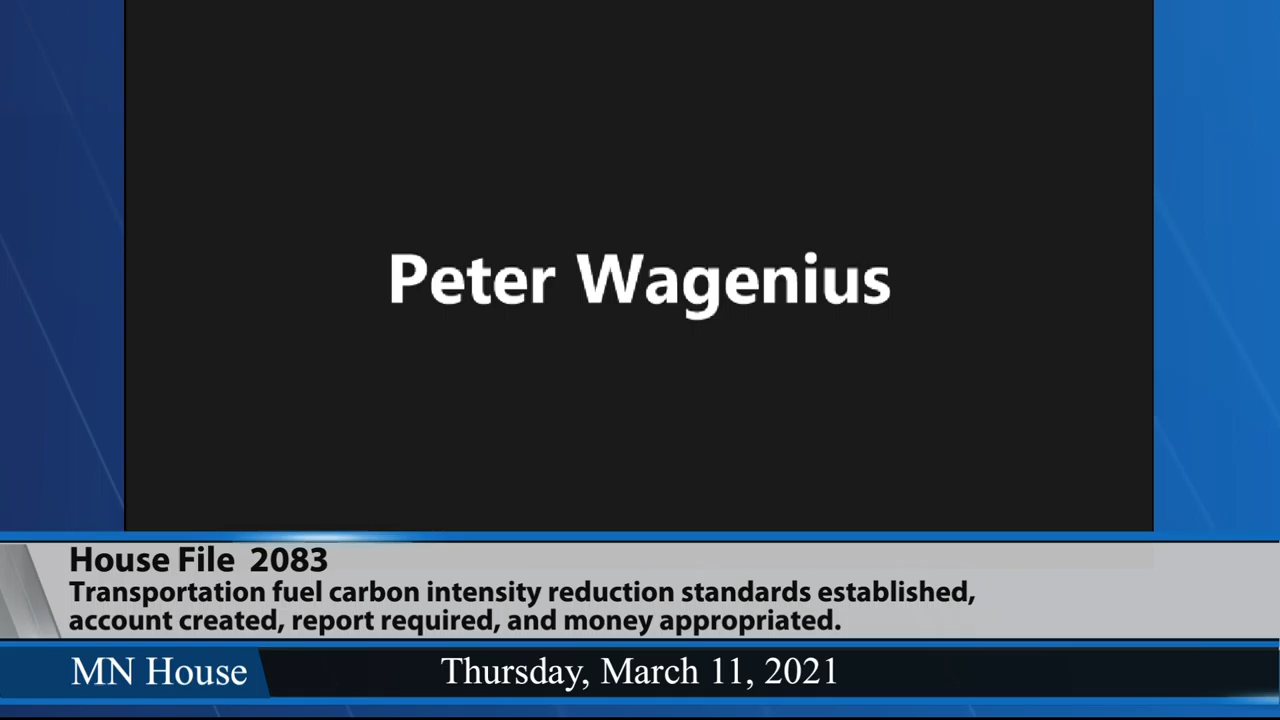 Peter Wagenius
House File 2083
Transportation fuel carbon intensity reduction standards established,
account created, report required, and money appropriated.
MN House
Thursday, March 11, 2021